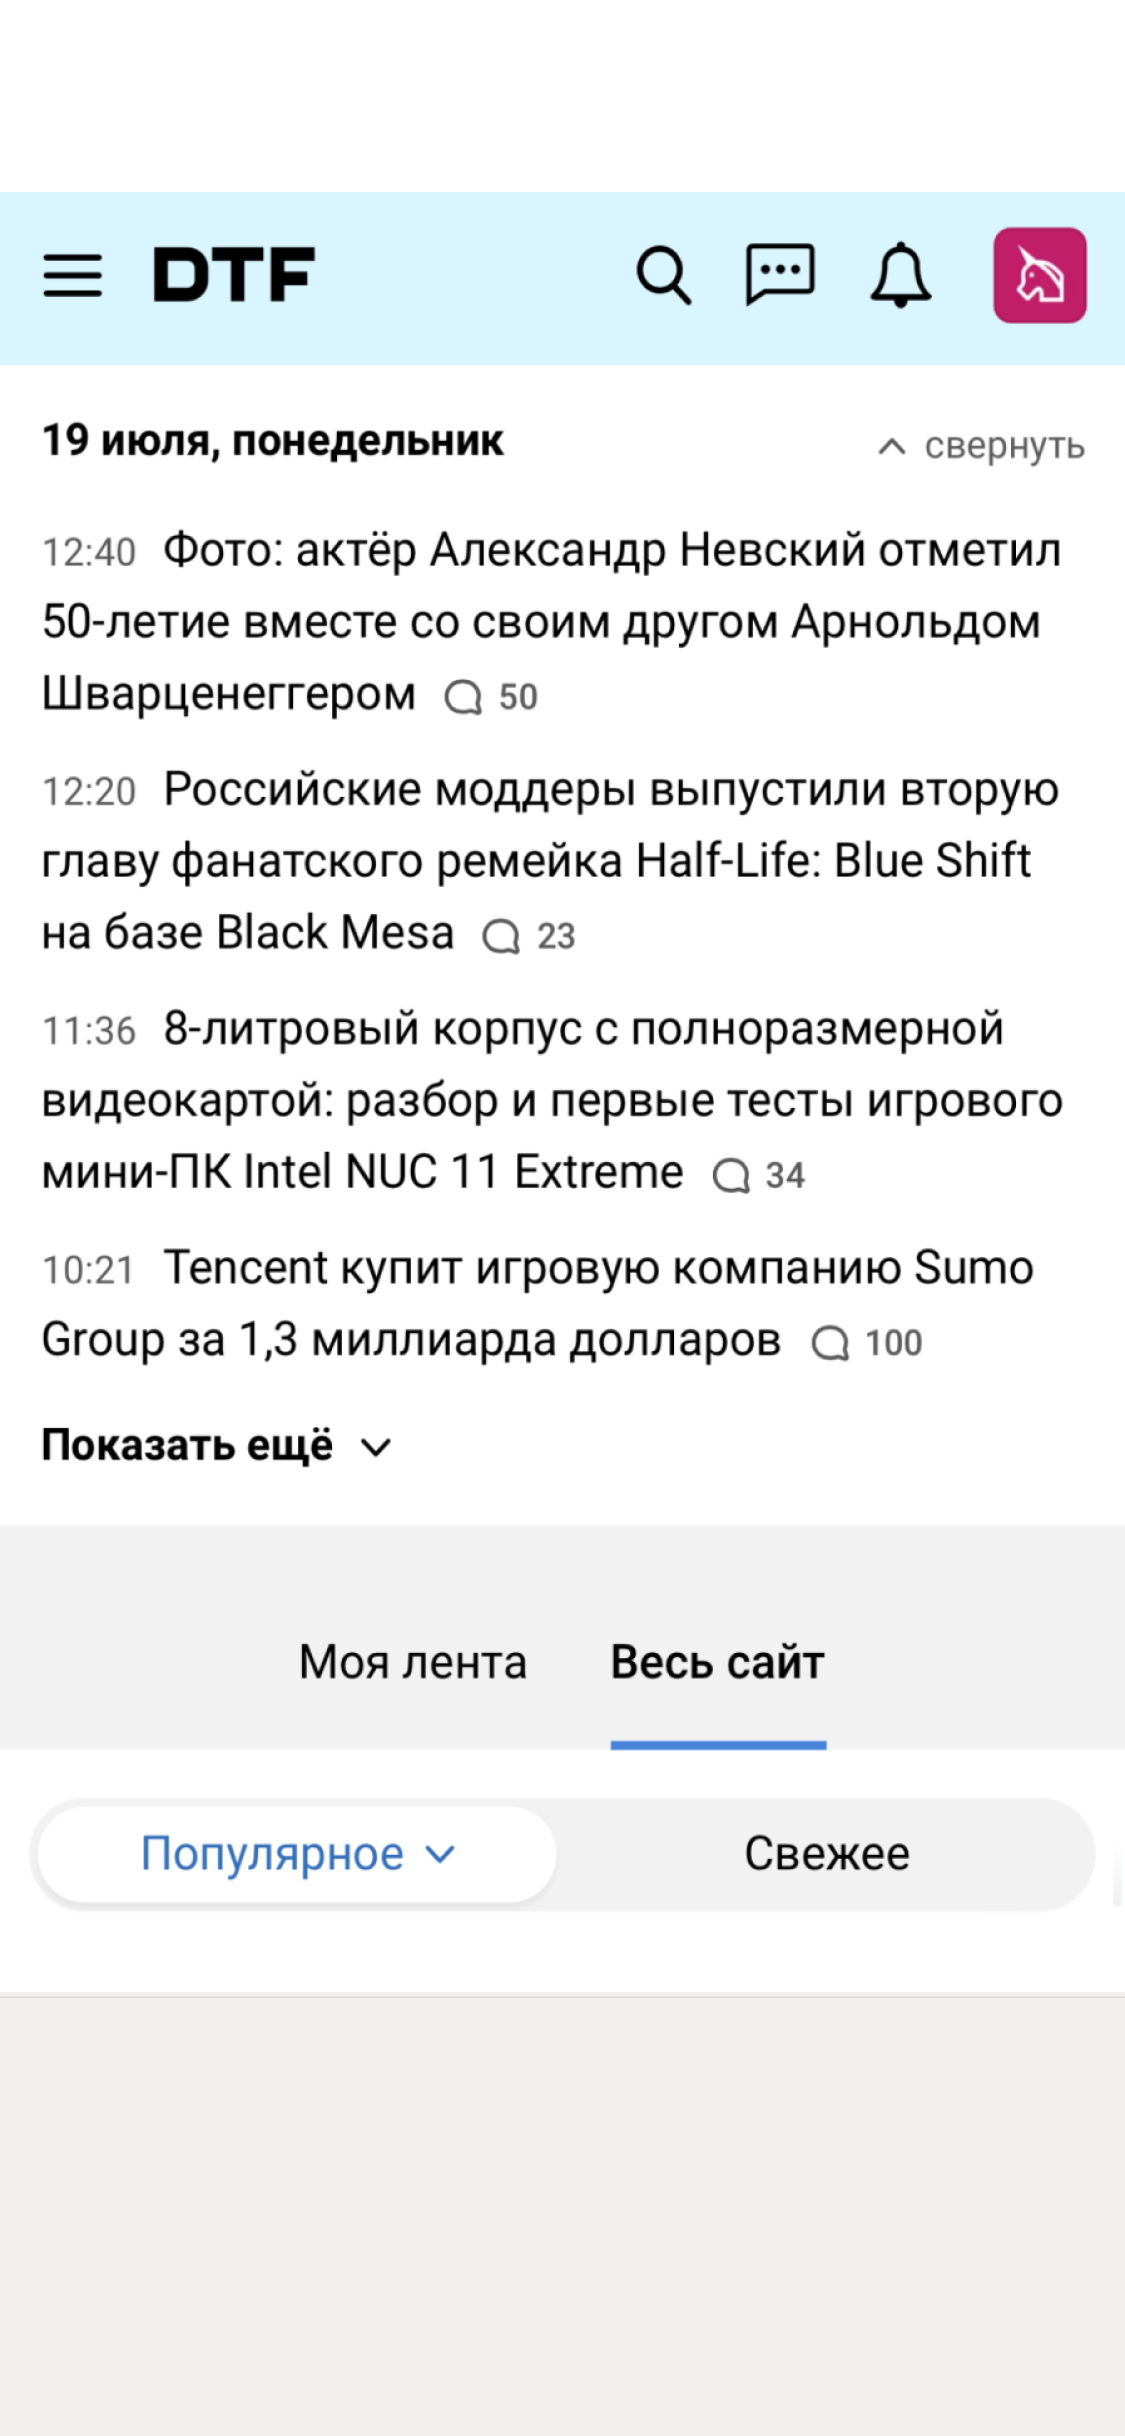 DTF
19 июля, понедельник
свернуть
12:40 Фото: актёр Александр Невский отметил
50-летие вместе со своим другом Арнольдом
Шварценеггером 50
12:20 Российские моддеры выпустили вторую
главу фанатского ремейка Half-Life: Blue Shift
на базе Black Mesa 23
11:36 8-литровый корпус с полноразмерной
видеокартой: разбор и первые тесты игрового
мини-ПК Intel NUC 11 Extreme 34
10:21 Tencent купит игровую компанию Sumo
Group за 1,3 миллиарда долларов 100
Показать ещё
Моя лента Весь сайт
Популярное Свежее